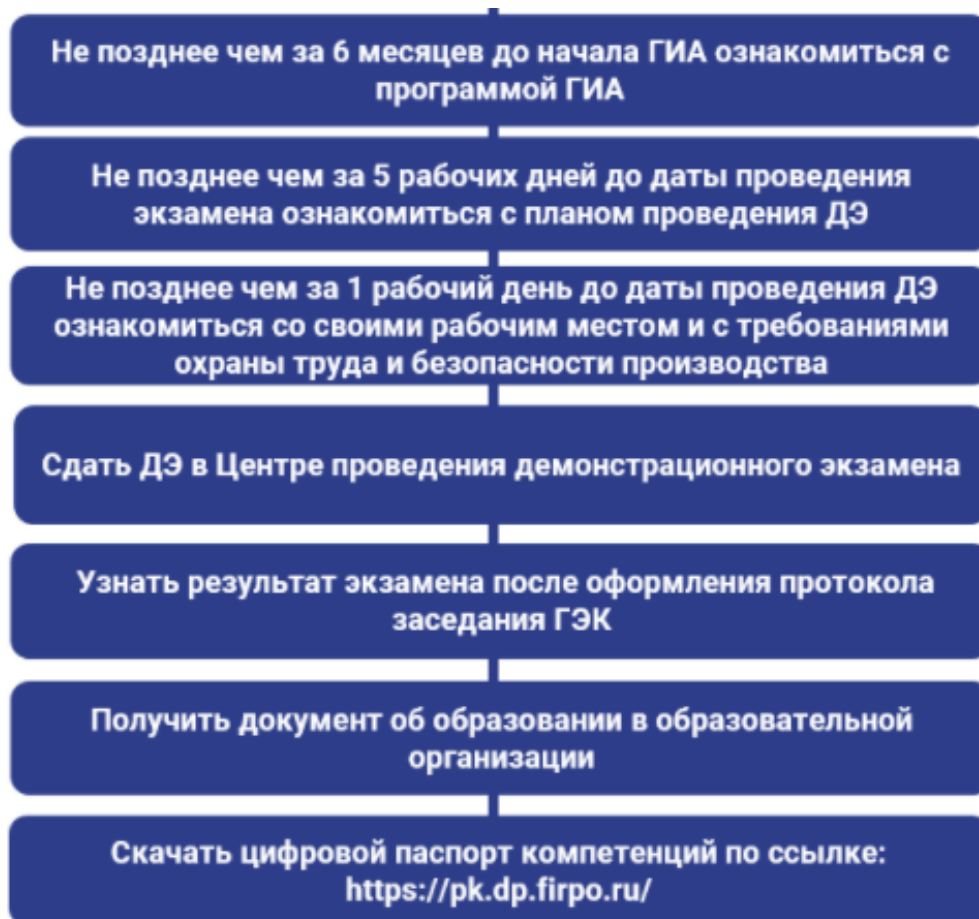 Не позднее чем за 6 месяцев до начала ГИА ознакомиться с
программой ГИА
Не позднее чем за 5 рабочих дней до даты проведения
экзамена ознакомиться с планом проведения ДЭ
Не позднее чем за 1 рабочий день до даты проведения ДЭ
ознакомиться со своими рабочим местом и с требованиями
охраны труда и безопасности производства
Сдать ДЭ в Центре проведения демонстрационного экзамена
Узнать результат экзамена после оформления протокола
заседания ГЭК
Получить документ об образовании в образовательной
организации
Скачать цифровой паспорт компетенций по ссылке:
https://pk.dp.firpo.ru/